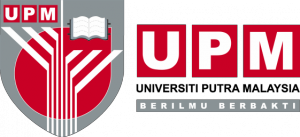 UPM
UPM
UNIVERSITI PUTRA MALAYSIA
BERILMU BERBAKTI